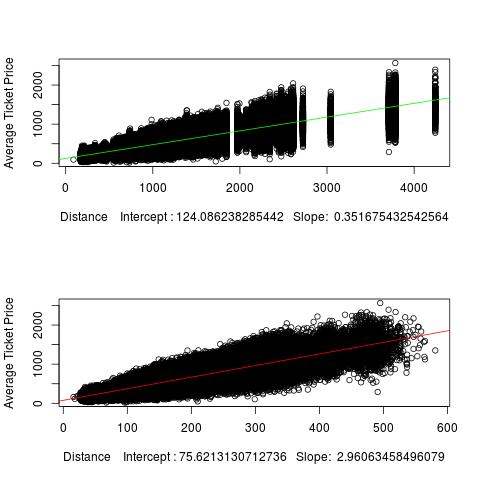 Average Ticket Price
2000
1000
0
0 1000 2000 3000 4000
Distance Intercept : 124.086238285442 Slope: 0.351675432542564
Average Ticket Price
2000
1000
0
0 100 200 300 400 500 600
Distance Intercept : 75.6213130712736 Slope: 2.96063458496079